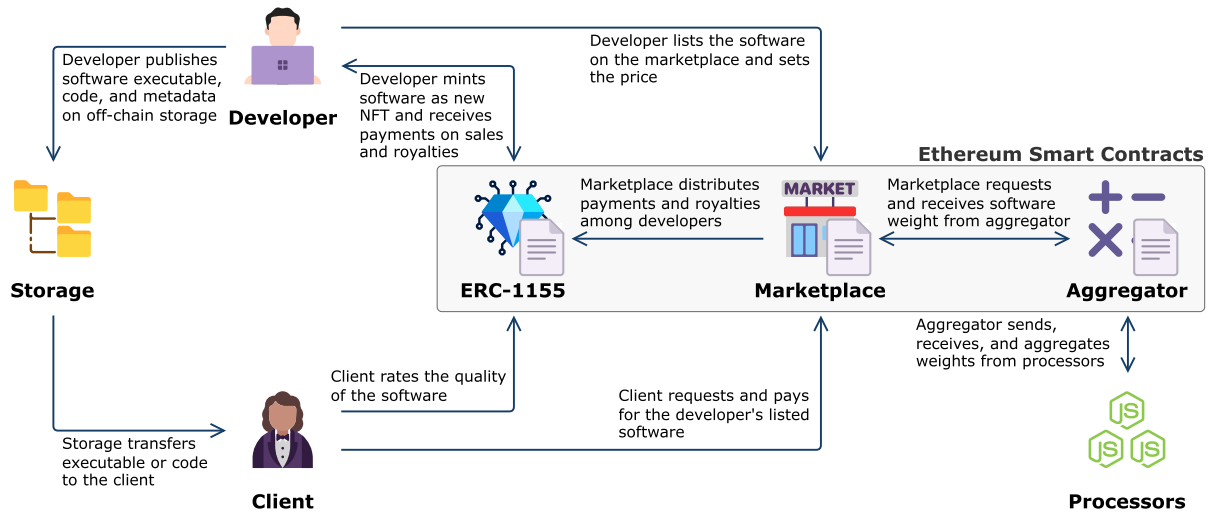 Developer publishes
software executable,
code, and metadata
on off-chain storage
Developer
Developer mints
software as new
NFT and receives
payments on sales
and royalties
Developer lists the software
on the marketplace and sets
the price
Ethereum Smart Contracts
Storage
ERC-1155
Marketplace distributes
payments and royalties
among developers
MARKET
Marketplace
Marketplace requests
and receives software
weight from aggregator
Aggregator
Aggregator sends,
receives, and aggregates
weights from processors
Client rates the quality
of the software
Client requests and pays
for the developer's listed
software
Storage transfers
executable or code
to the client
Client
JS
JS
JS
Processors